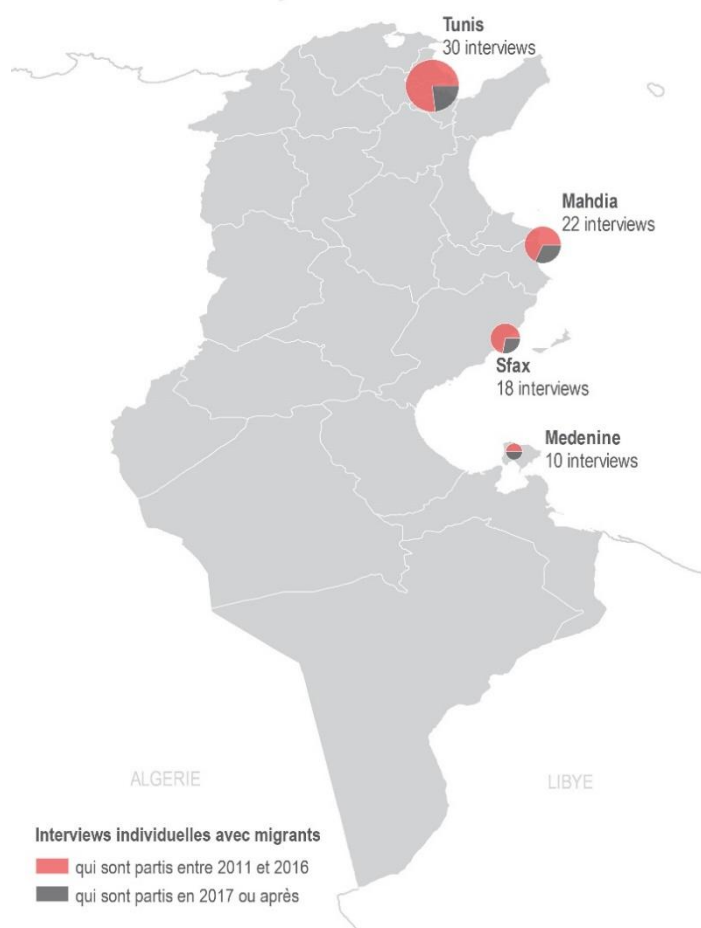 Tunis
30 interviews
Mahdia
22 interviews
Sfax
18 interviews
Medenine
10 interviews
ALGERIE
LIBYE
Interviews individuelles avec migrants
qui sont partis entre 2011 et 2016
qui sont partis en 2017 ou après